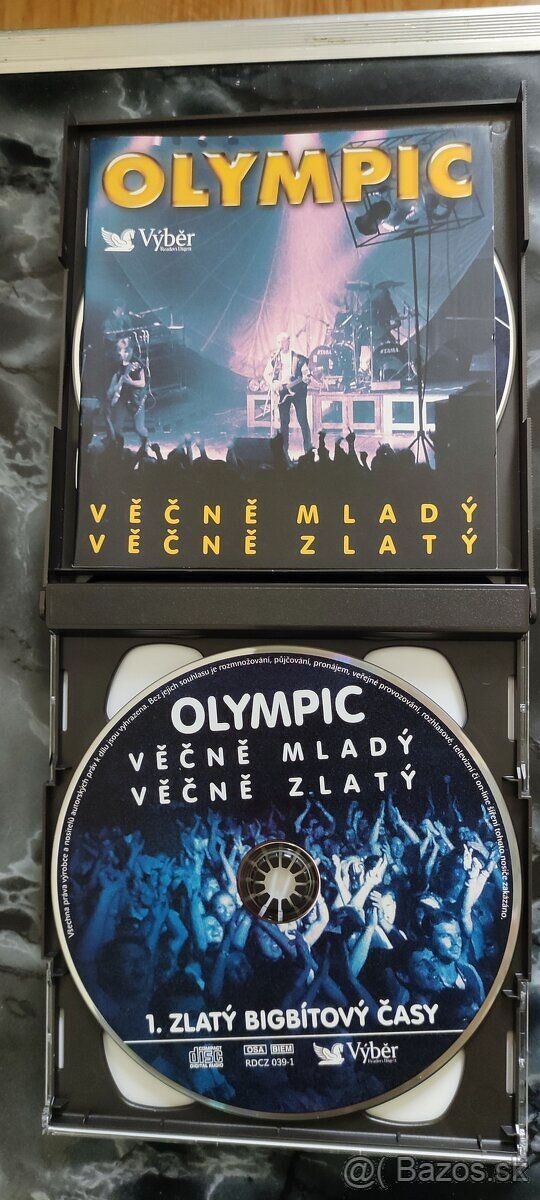 OLYMPIC
Výběr
Reader's Digest
TAMA TAMA
VĚČNĚ MLADÝ
VĚČNĚ ZLATÝ
Všechna práva výrobce a nositelů autorských práv k dílu jsou vyhrazena. Bez jejich souhlasu je rozmnožování, půjčování, pronájem, veřejné provozování, rozhlasové, televizní či on-line šíření tohoto nosiče zakázáno.
OLYMPIC
VĚČNĚ MLADÝ
VĚČNĚ ZLATÝ
1. ZLATÝ BIGBÍTOVÝ ČASY
COMPACT disc DIGITAL AUDIO
OSA BIEM
RDCZ 039-1
Výběr
Reader's Digest
@ Bazos.sk